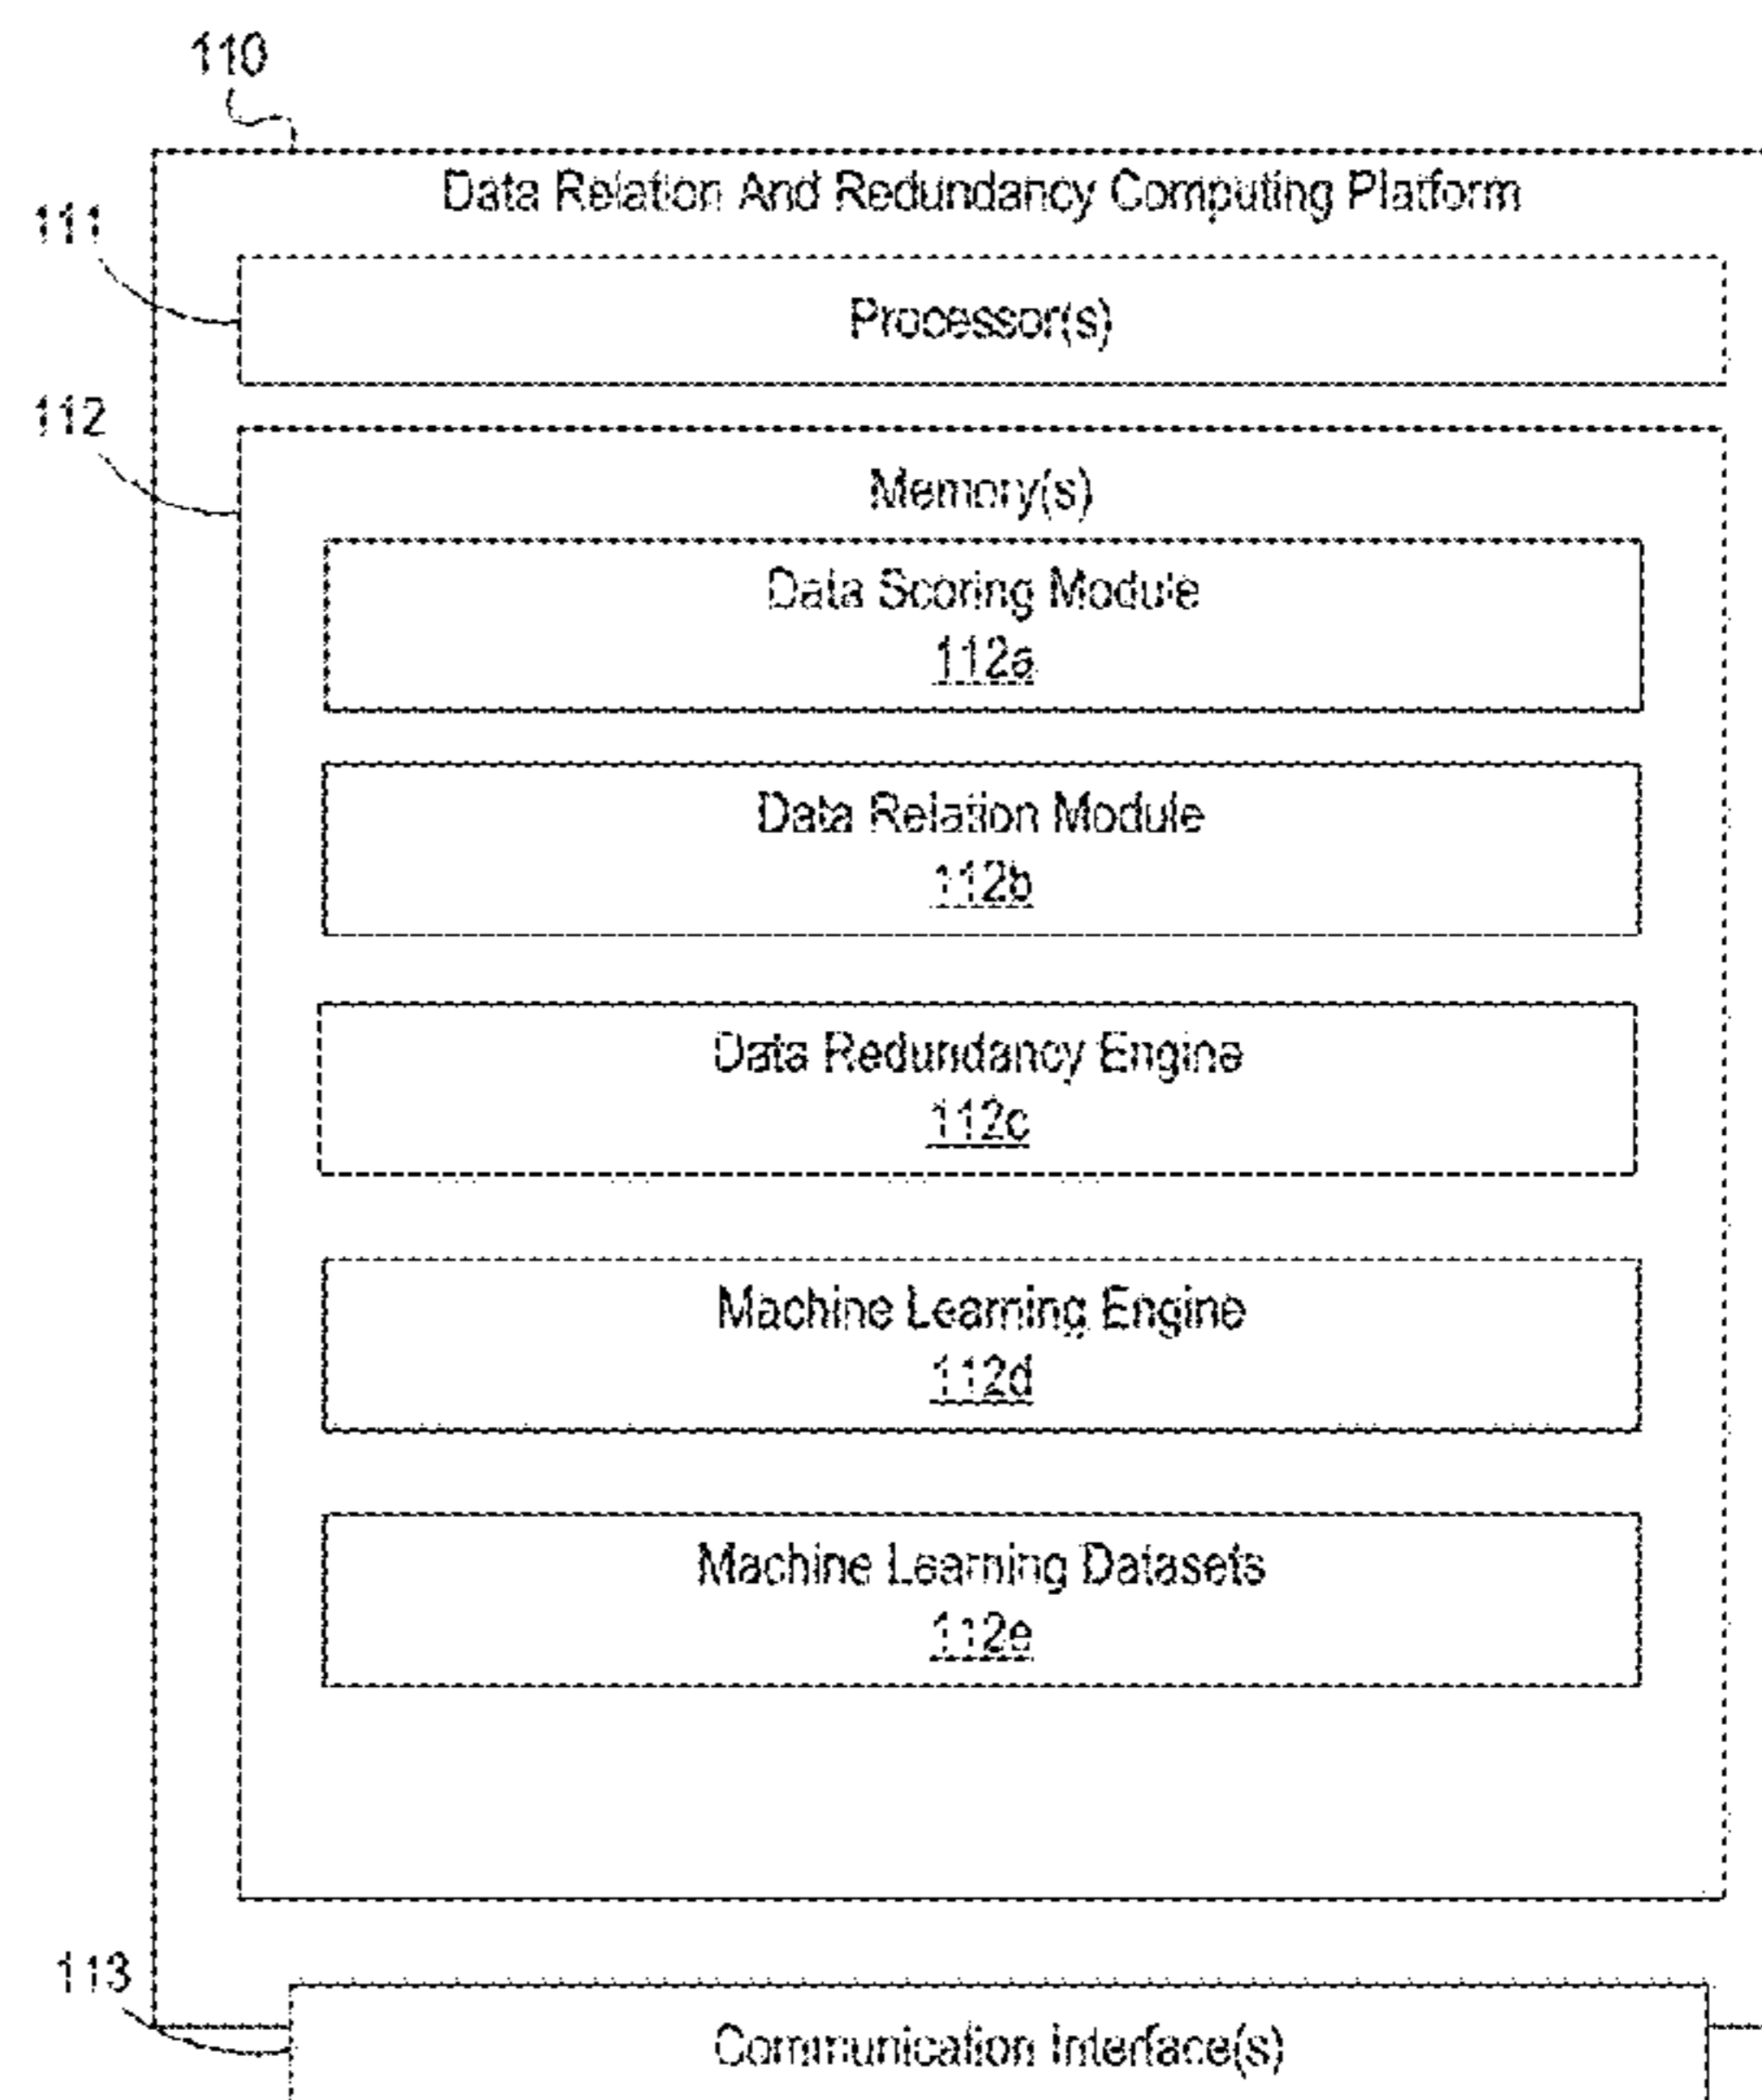 110
Data Relation And Redundancy Computing Platform
111
Processor(s)
112
Memory(s)
Data Scoring Module
112a
Data Relation Module
112b
Data Redundancy Engine
112c
Machine Learning Engine
112d
Machine Learning Datasets
112e
113
Communication Interface(s)